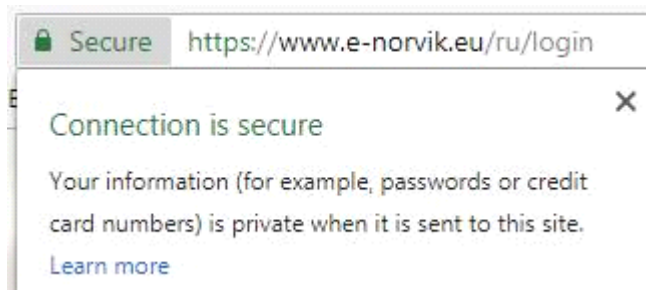 Secure https://www.e-norvik.eu/ru/login
Connection is secure
Your information (for example, passwords or credit
card numbers) is private when it is sent to this site.
Learn more